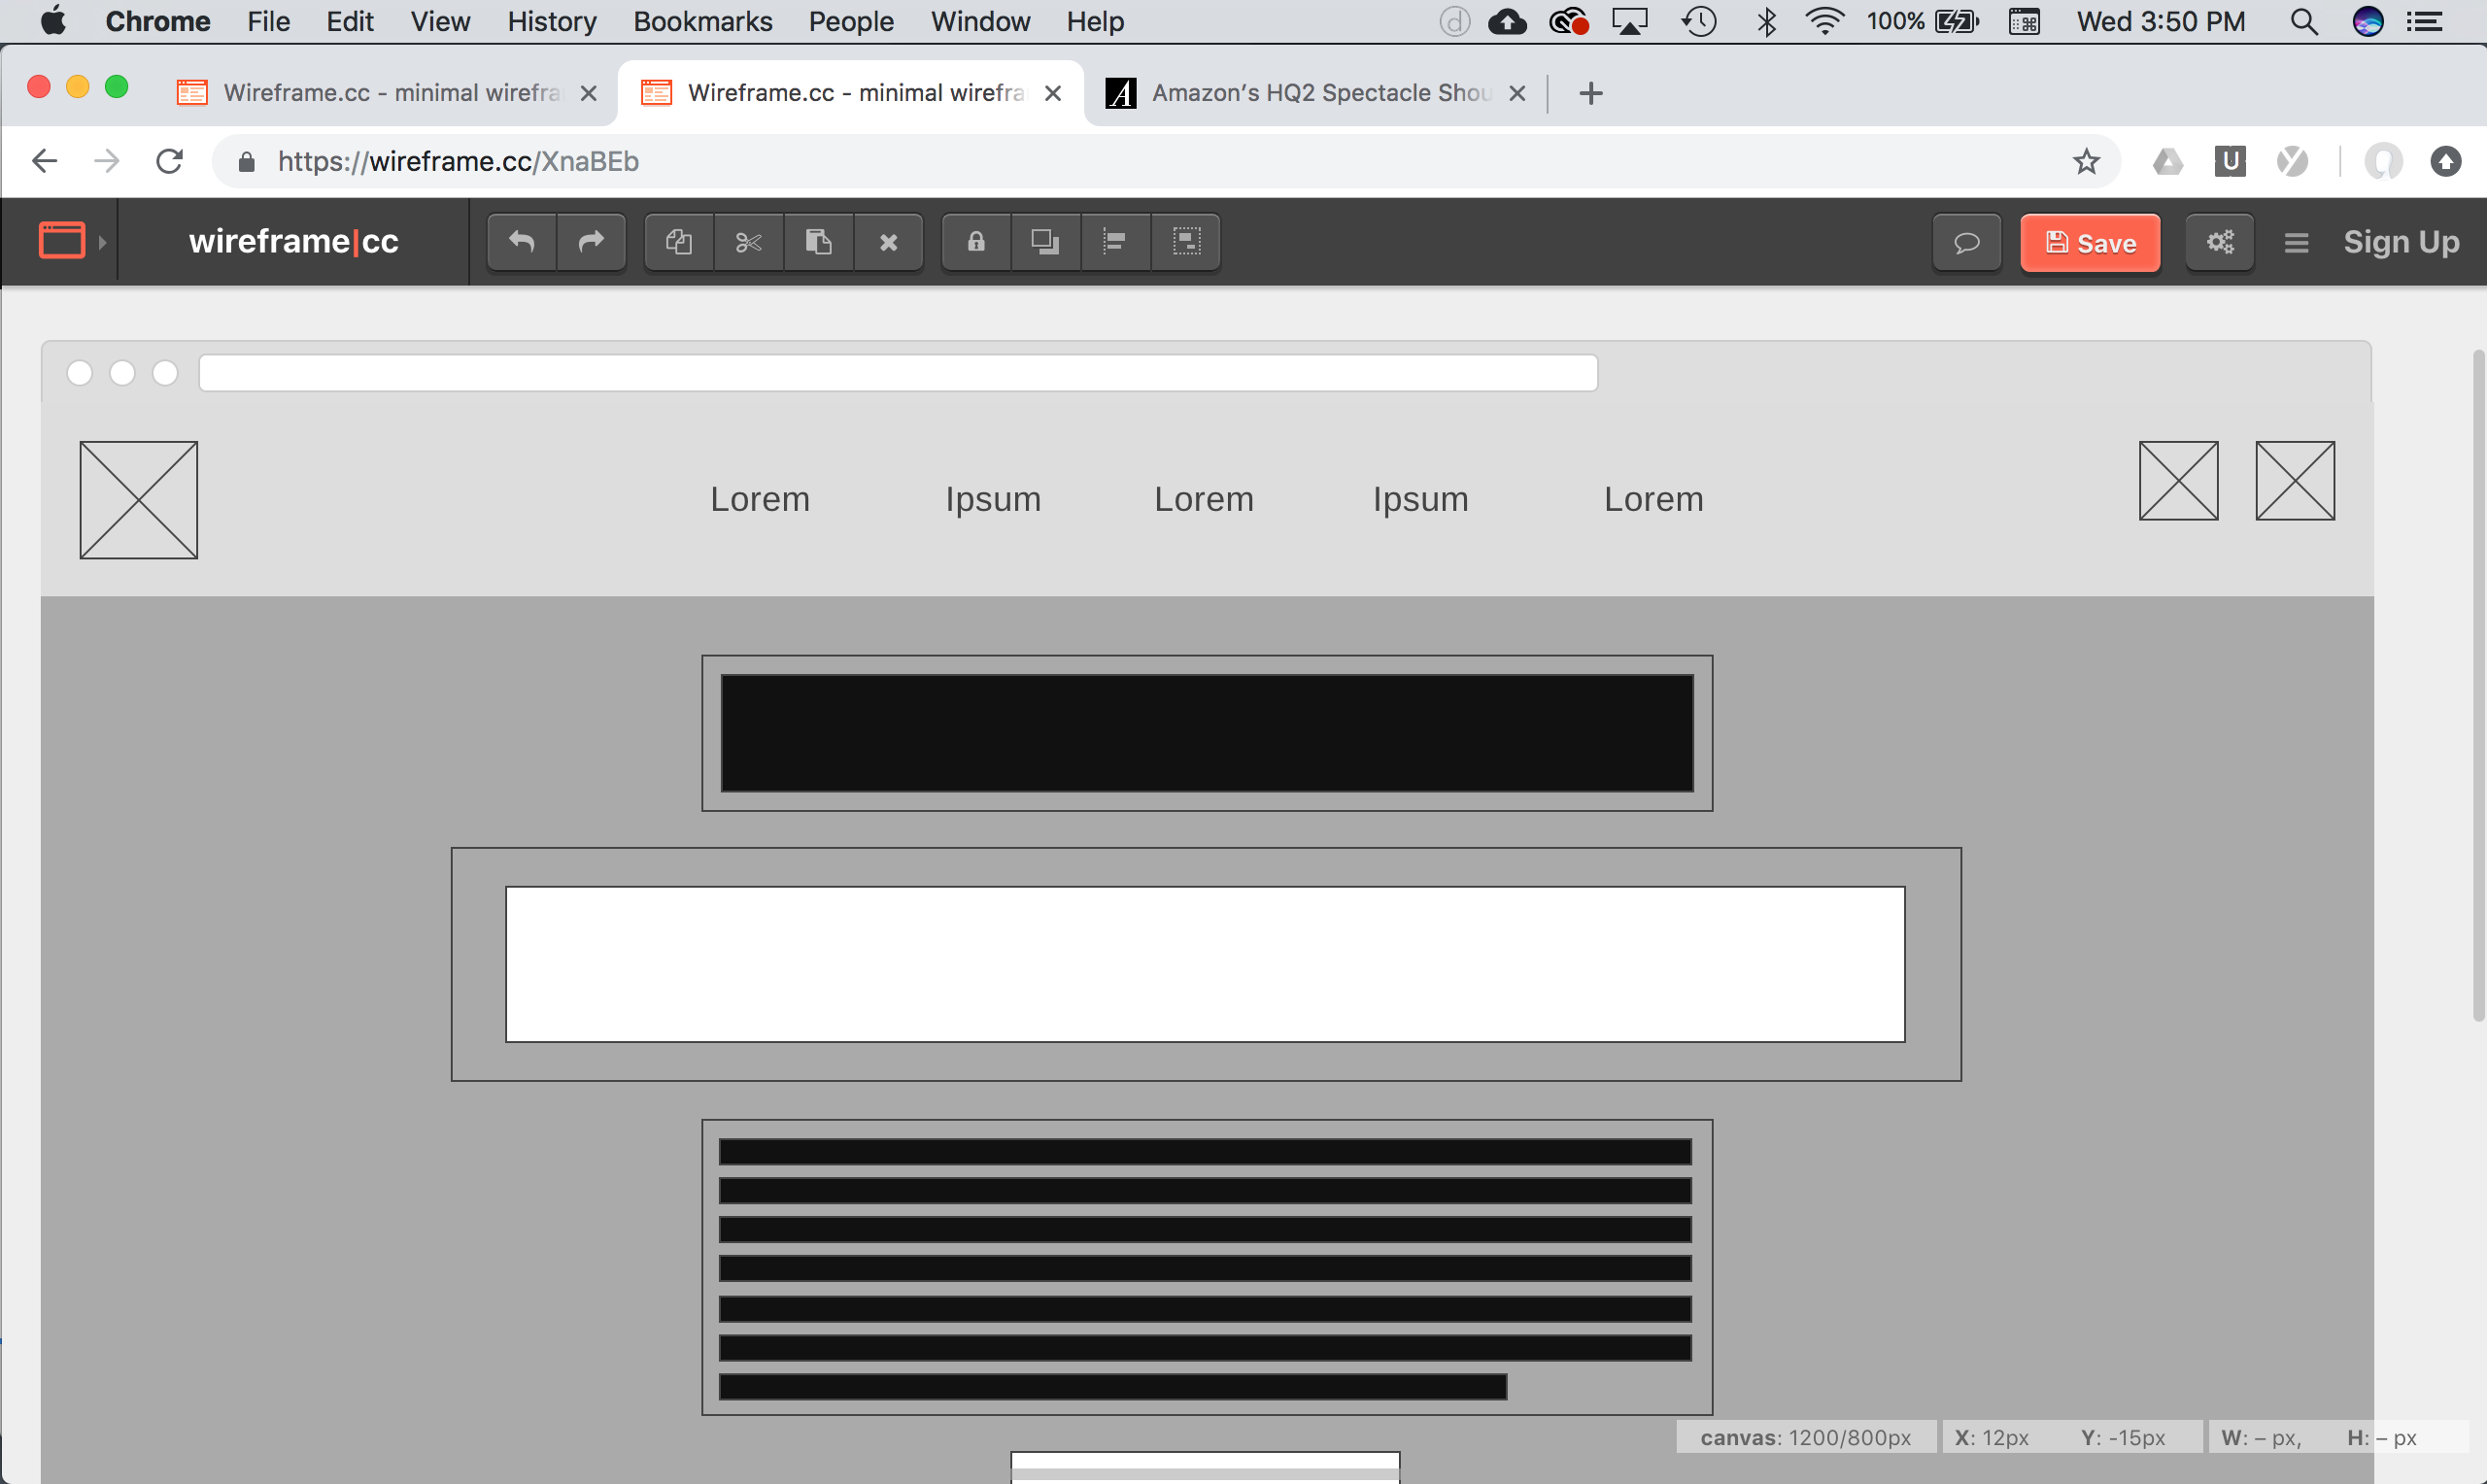 Chrome File Edit View History Bookmarks People Window Help 100% Wed 3:50 PM
Wireframe.cc - minimal wirefra Wireframe.cc - minimal wirefra Amazon's HQ2 Spectacle Shou
https://wireframe.cc/XnaBEb
wireframe|cc Save Sign Up
Lorem Ipsum Lorem Ipsum Lorem
canvas: 1200/800px X: 12px Y: -15px W: – px, H: – px